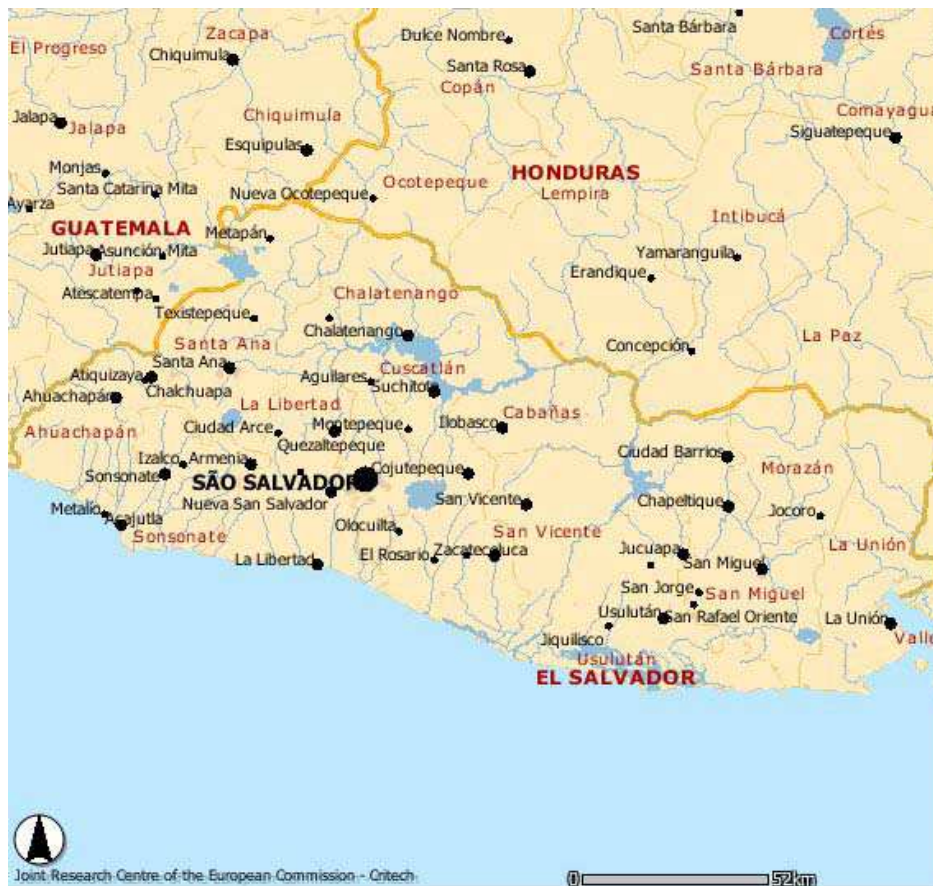 Zacapa
El Progreso
Chiquimula
Dulce Nombre
Santa Bárbara
Cortés
Santa Rosa
Copán
Santa Bárbara
Jalapa
Jalapa
Chiquimula
Comayagua
Siguatepeque
Esquipulas
Monjas
Santa Catarina Mita
Nueva Ocotepeque
Ocotepeque
HONDURAS
Lempira
Ayarza
Intibucá
GUATEMALA
Metapán
Jutiapa
Asunción Mita
Jutiapa
Yamaranguila
Erandique
Atescatempa
Chalatenango
Texistepeque
Chalatenango
La Paz
Santa Ana
Concepción
Santa Ana
Cuscatlán
Atiquizaya
Aguilares
Suchitoto
Chalchuapa
Ahuachapán
La Libertad
Cabañas
Ahuachapán
Ciudad Arce
Montepeque
Ilobasco
Quezaltepeque
Izalco
Armenia
Ciudad Barrios
Morazán
Sonsonate
SÃO SALVADOR
Cojutepeque
Nueva San Salvador
San Vicente
Chapeltique
Metalío
Acajutla
Jocoro
Sonsonate
Olocuilta
San Vicente
La Unión
La Libertad
El Rosario
Zacatecoluca
Jucuapa
San Miguel
San Jorge
San Miguel
Usulután
San Rafael Oriente
La Unión
Jiquilisco
Valle
Usulután
EL SALVADOR
Joint Research Centre of the European Commission - Critech
0
52km